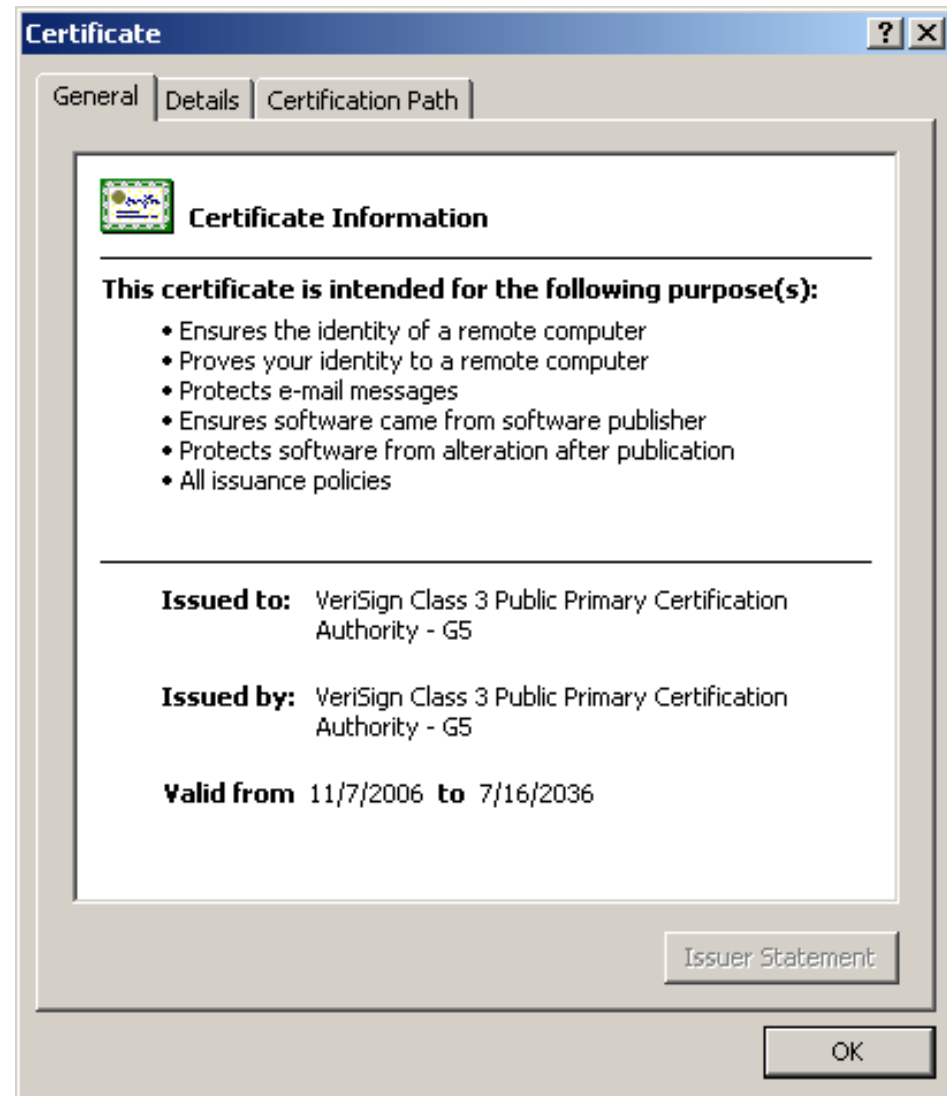 Certificate
General Details Certification Path
Certificate Information
This certificate is intended for the following purpose(s):
• Ensures the identity of a remote computer
• Proves your identity to a remote computer
• Protects e-mail messages
• Ensures software came from software publisher
• Protects software from alteration after publication
• All issuance policies
Issued to: VeriSign Class 3 Public Primary Certification
Authority - G5
Issued by: VeriSign Class 3 Public Primary Certification
Authority - G5
Valid from 11/7/2006 to 7/16/2036
Issuer Statement
OK